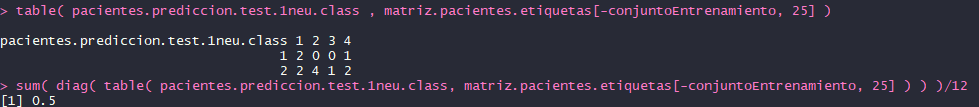 > table( pacientes.prediccion.test.1neu.class , matriz.pacientes.etiquetas[-conjuntoEntrenamiento, 25] )
pacientes.prediccion.test.1neu.class 1 2 3 4
1 2 0 0 1
2 2 4 1 2
> sum( diag( table( pacientes.prediccion.test.1neu.class, matriz.pacientes.etiquetas[-conjuntoEntrenamiento, 25] ) ) )/12
[1] 0.5